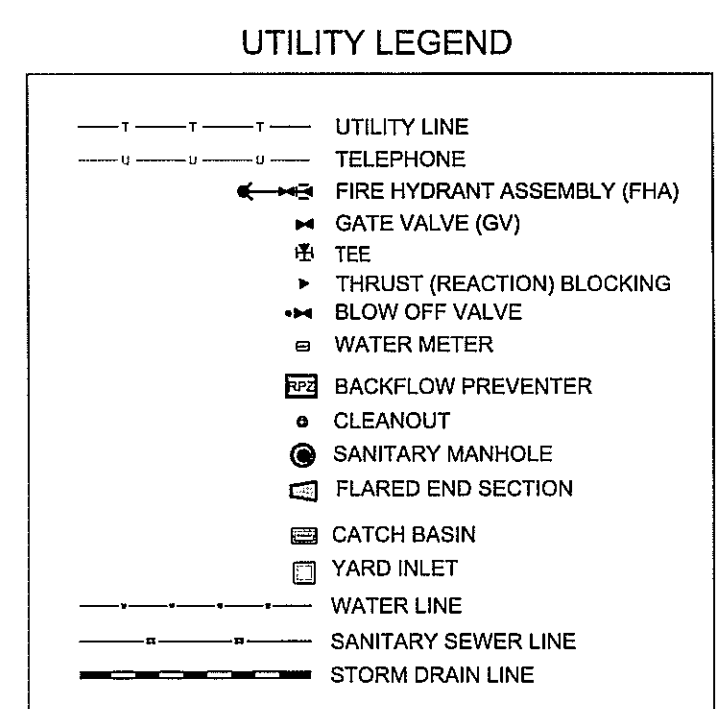 UTILITY LEGEND
T T T UTILITY LINE
U U U TELEPHONE
FIRE HYDRANT ASSEMBLY (FHA)
GATE VALVE (GV)
TEE
THRUST (REACTION) BLOCKING
BLOW OFF VALVE
WATER METER
RPZ BACKFLOW PREVENTER
CLEANOUT
SANITARY MANHOLE
FLARED END SECTION
CATCH BASIN
YARD INLET
WATER LINE
SANITARY SEWER LINE
STORM DRAIN LINE